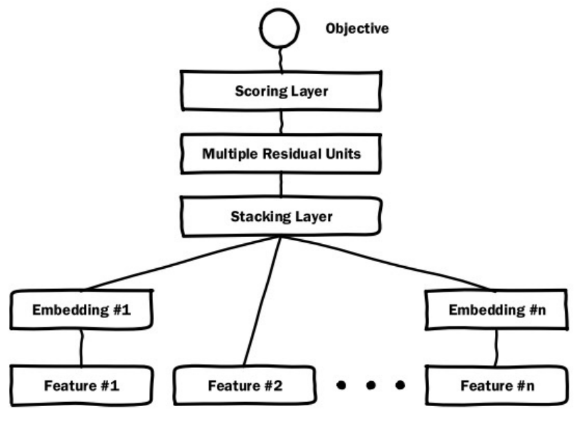 Objective
Scoring Layer
Multiple Residual Units
Stacking Layer
Embedding #1
Embedding #n
Feature #1
Feature #2
Feature #n